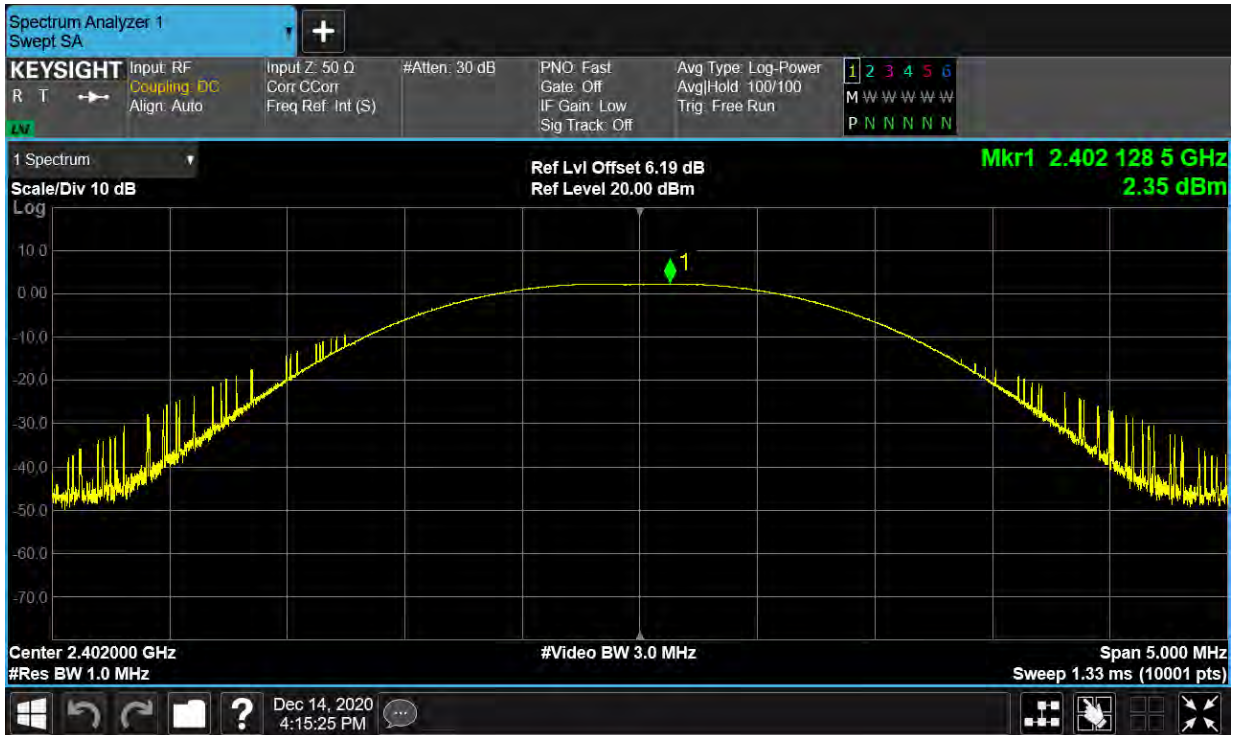 Spectrum Analyzer 1
Swept SA
KEYSIGHT
R T
LXI
Input: RF
Coupling: DC
Align: Auto
Input Z: 50 Ω
Corr CCorr
Freq Ref: Int (S)
#Atten: 30 dB
PNO: Fast
Gate: Off
IF Gain: Low
Sig Track: Off
Avg Type: Log-Power
Avg|Hold: 100/100
Trig: Free Run
1 2 3 4 5 6
M W W W W W
P N N N N N
1 Spectrum
Scale/Div 10 dB
Log
Ref Lvl Offset 6.19 dB
Ref Level 20.00 dBm
Mkr1 2.402 128 5 GHz
2.35 dBm
1
10.0
0.00
-10.0
-20.0
-30.0
-40.0
-50.0
-60.0
-70.0
Center 2.402000 GHz
#Res BW 1.0 MHz
#Video BW 3.0 MHz
Span 5.000 MHz
Sweep 1.33 ms (10001 pts)
?
Dec 14, 2020
4:15:25 PM